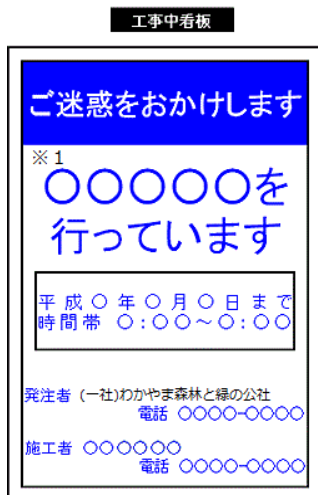 工事中看板
ご迷惑をおかけします
※1
○○○○○を
行っています
平成○年○月○日まで
時間帯 ○:○○~○:○○
発注者 (一社)わかやま森林と緑の公社
電話 ○○○○-○○○○
施工者 ○○○○○○
電話 ○○○○-○○○○